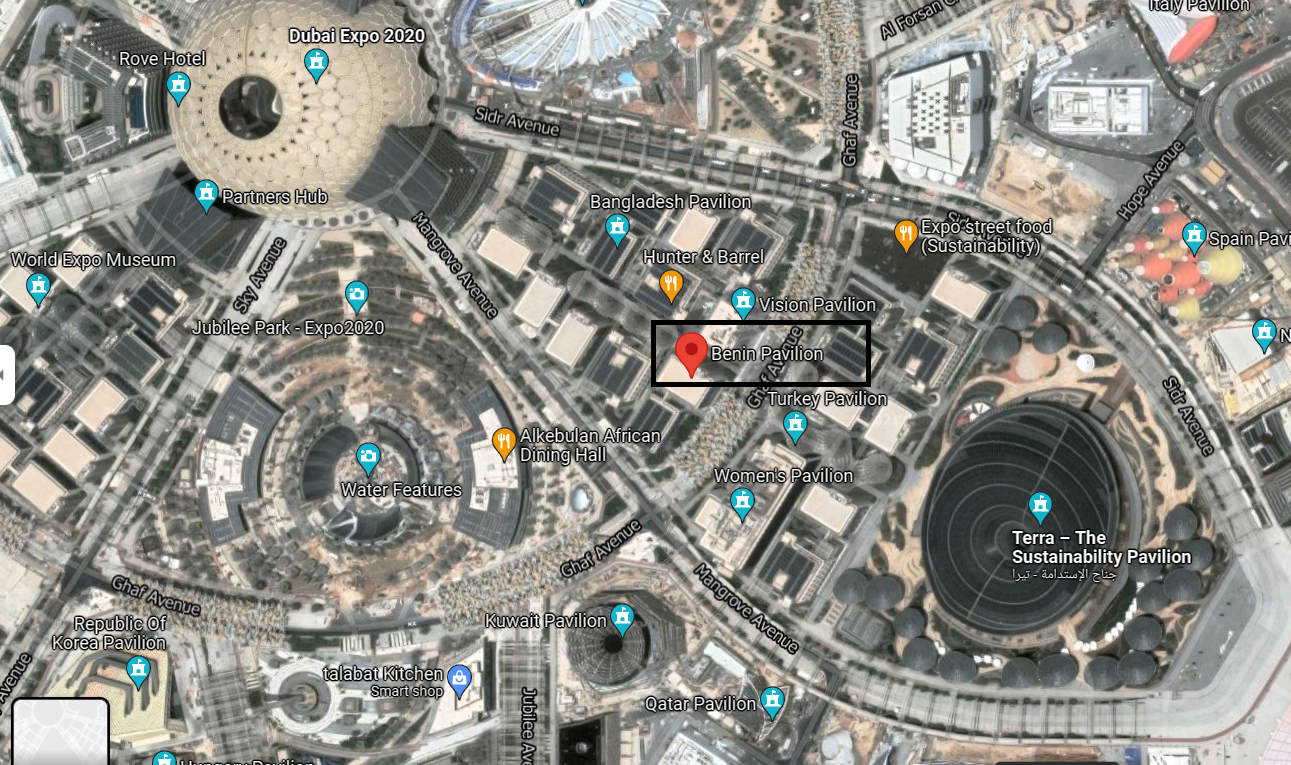 Italy Pavilion
Al Forsan
Dubai Expo 2020
Rove Hotel
Sidr Avenue
Ghaf Avenue
Hope Avenue
Partners Hub
Bangladesh Pavilion
Expo street food
(Sustainability)
Spain Pavi
Mangrove Avenue
World Expo Museum
Sky Avenue
Hunter & Barrel
Vision Pavilion
Jubilee Park - Expo2020
Benin Pavilion
Ghaf Avenue
N
Turkey Pavilion
Sidr Avenue
Alkebulan African
Dining Hall
Water Features
Women's Pavilion
Terra – The
Sustainability Pavilion
جناح الإستدامة - تيرا
Ghaf Avenue
Ghaf Avenue
Mangrove Avenue
Republic Of
Korea Pavilion
Kuwait Pavilion
Avenue
talabat Kitchen
Smart shop
Jubilee Ave
Qatar Pavilion
Hungary Pavilion